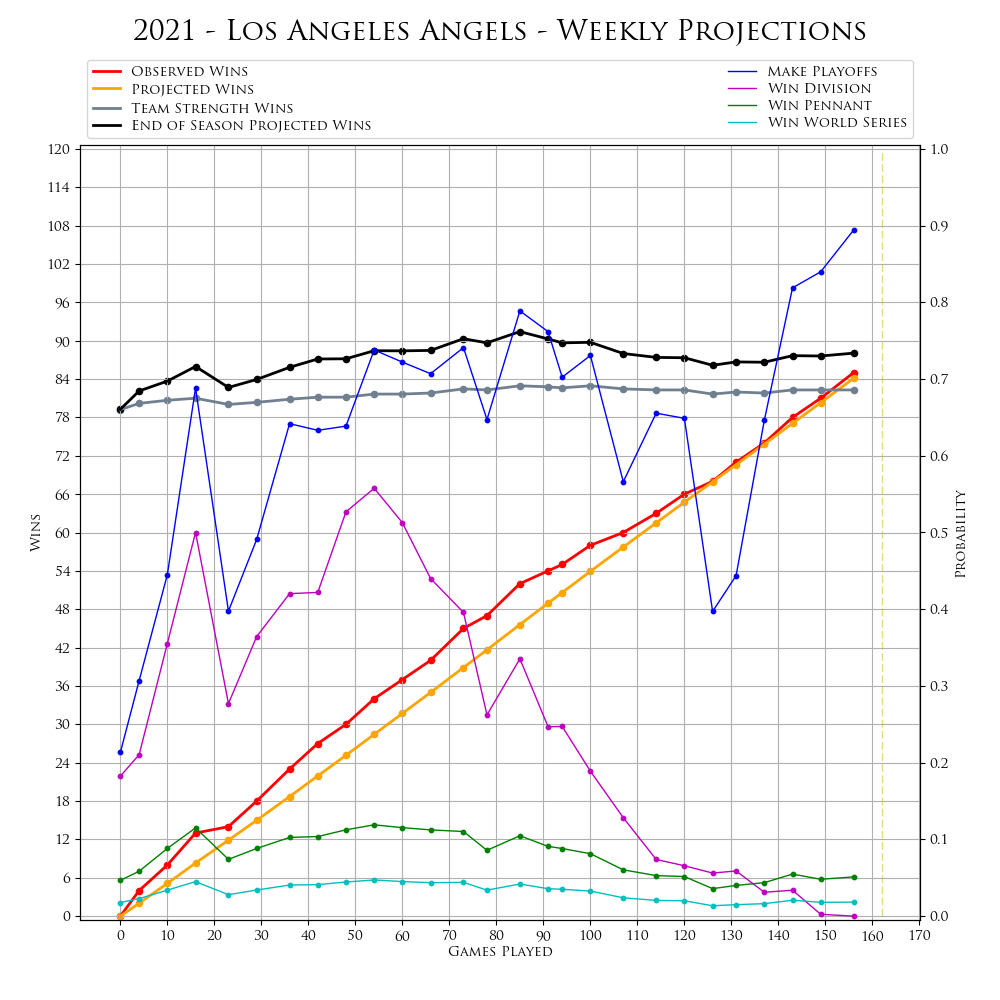 2021 - Los Angeles Angels - Weekly Projections
Observed Wins
Projected Wins
Team Strength Wins
End of Season Projected Wins
Make Playoffs
Win Division
Win Pennant
Win World Series
120
114
108
102
96
90
84
78
72
66
60
54
48
42
36
30
24
18
12
6
0
Wins
1.0
0.9
0.8
0.7
0.6
0.5
0.4
0.3
0.2
0.1
0.0
Probability
0 10 20 30 40 50 60 70 80 90 100 110 120 130 140 150 160 170
Games Played